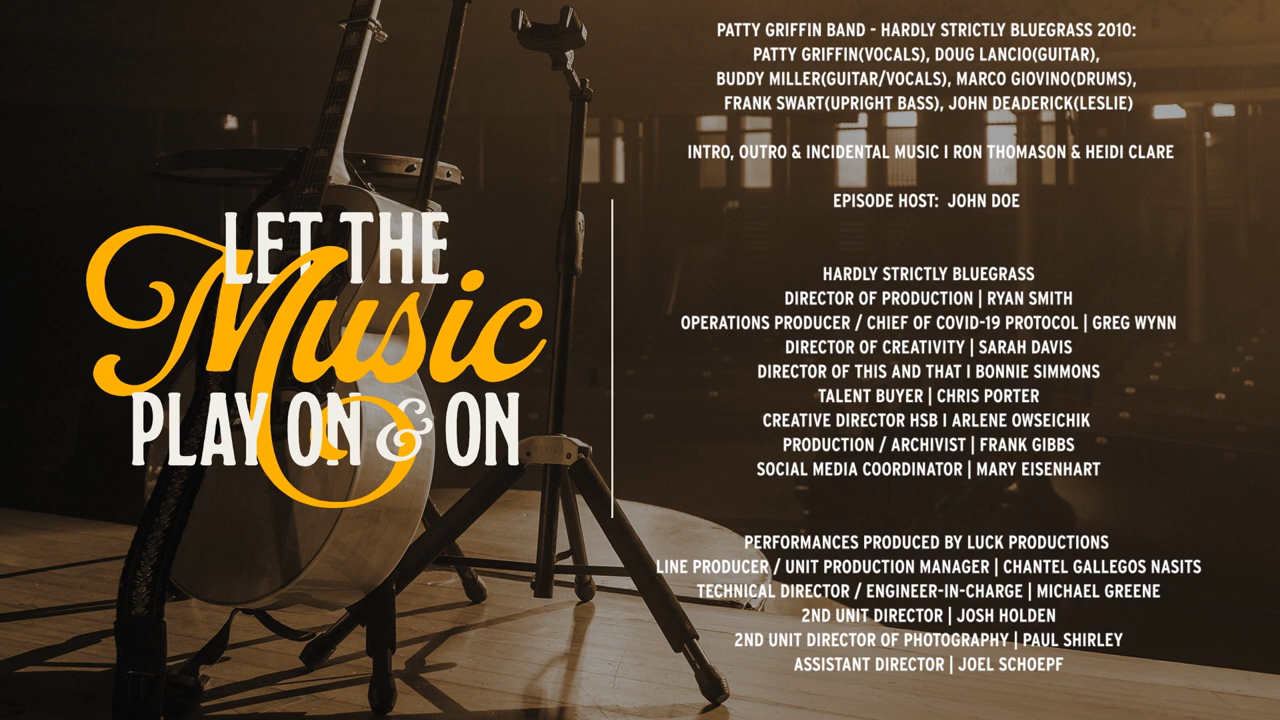 LET THE
Music
PLAY ON & ON
PATTY GRIFFIN BAND - HARDLY STRICTLY BLUEGRASS 2010:
PATTY GRIFFIN(VOCALS), DOUG LANCIO(GUITAR),
BUDDY MILLER(GUITAR/VOCALS), MARCO GIOVINO(DRUMS),
FRANK SWART(UPRIGHT BASS), JOHN DEADERICK(LESLIE)
INTRO, OUTRO & INCIDENTAL MUSIC I RON THOMASON & HEIDI CLARE
EPISODE HOST: JOHN DOE
HARDLY STRICTLY BLUEGRASS
DIRECTOR OF PRODUCTION | RYAN SMITH
OPERATIONS PRODUCER / CHIEF OF COVID-19 PROTOCOL | GREG WYNN
DIRECTOR OF CREATIVITY | SARAH DAVIS
DIRECTOR OF THIS AND THAT I BONNIE SIMMONS
TALENT BUYER | CHRIS PORTER
CREATIVE DIRECTOR HSB I ARLENE OWSEICHIK
PRODUCTION / ARCHIVIST | FRANK GIBBS
SOCIAL MEDIA COORDINATOR | MARY EISENHART
PERFORMANCES PRODUCED BY LUCK PRODUCTIONS
LINE PRODUCER / UNIT PRODUCTION MANAGER | CHANTEL GALLEGOS NASITS
TECHNICAL DIRECTOR / ENGINEER-IN-CHARGE | MICHAEL GREENE
2ND UNIT DIRECTOR | JOSH HOLDEN
2ND UNIT DIRECTOR OF PHOTOGRAPHY | PAUL SHIRLEY
ASSISTANT DIRECTOR | JOEL SCHOEPF